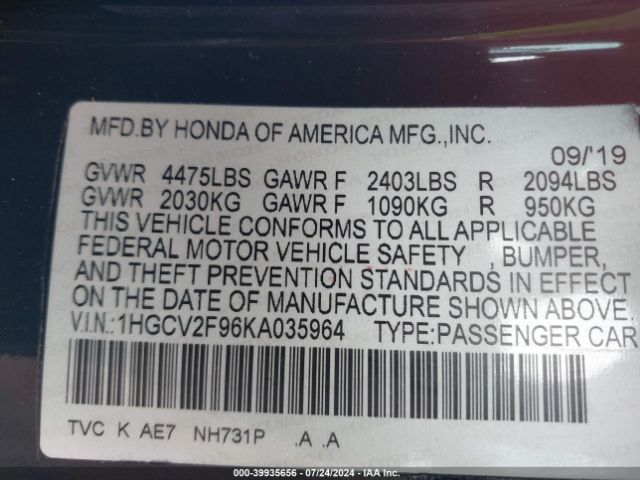 MFD.BY HONDA OF AMERICA MFG.,INC.
09/'19
GVWR 4475LBS GAWR F 2403LBS R 2094LBS
GVWR 2030KG GAWR F 1090KG R 950KG
THIS VEHICLE CONFORMS TO ALL APPLICABLE
FEDERAL MOTOR VEHICLE SAFETY , BUMPER,
AND THEFT PREVENTION STANDARDS IN EFFECT
ON THE DATE OF MANUFACTURE SHOWN ABOVE.
V.I.N.:1HGCV2F96KA035964 TYPE:PASSENGER CAR
TVC K AE7 NH731P .A .A
000-39935656 - 07/24/2024 - IAA Inc.